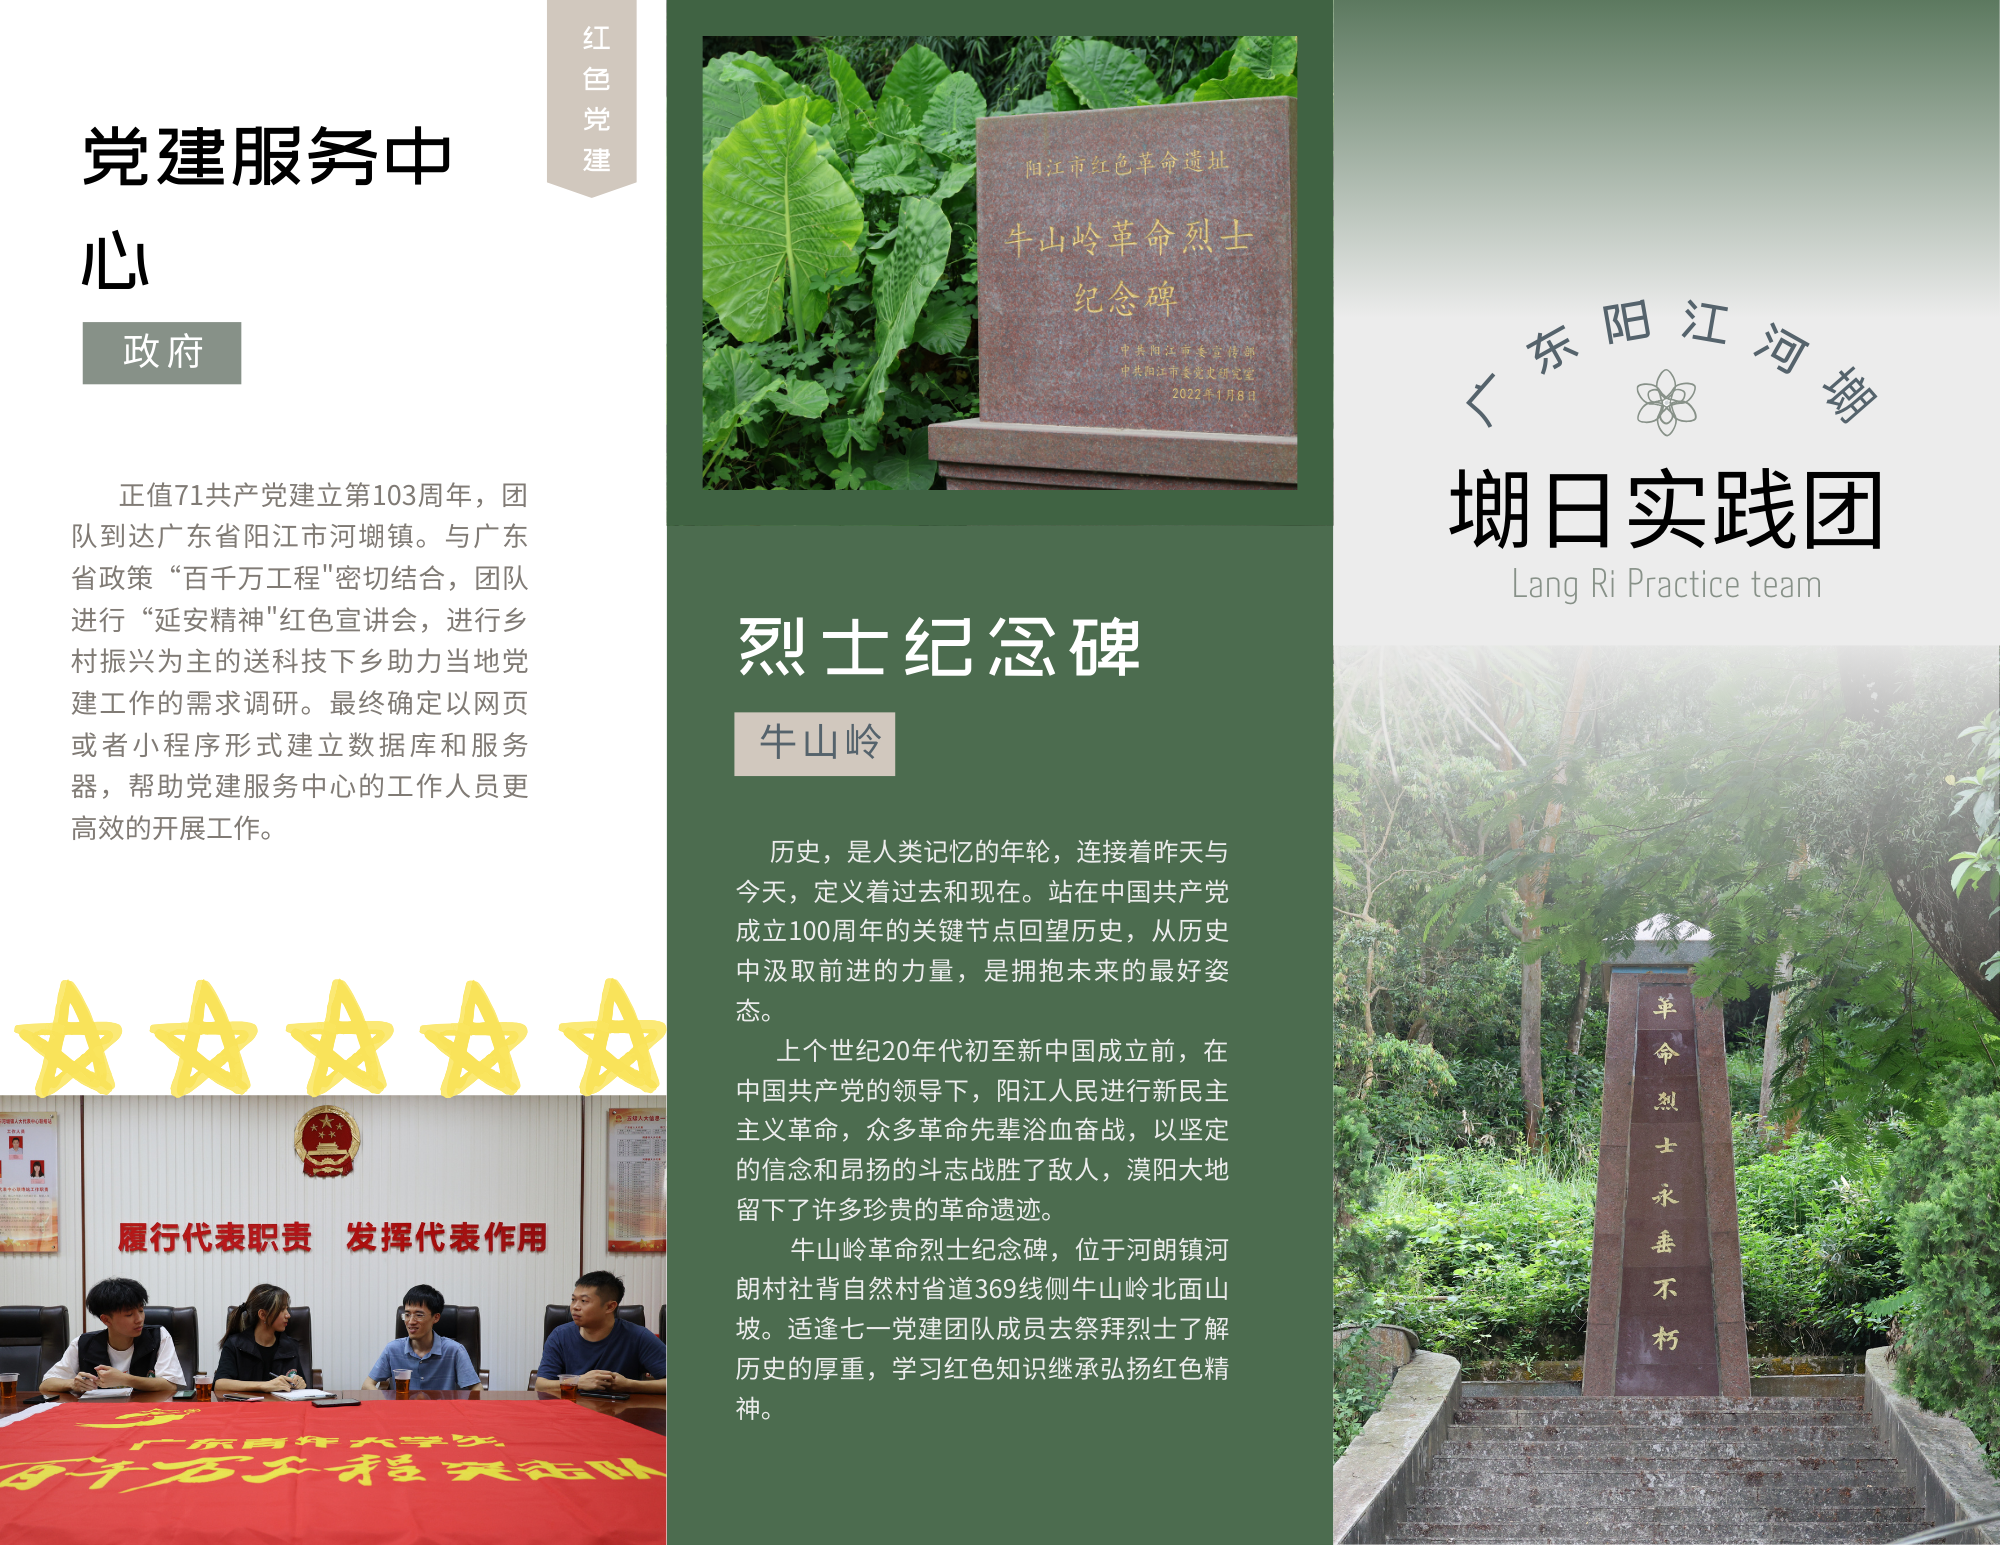 红色党建
党建服务中
心
政府
正值71共产党建立第103周年，团
队到达广东省阳江市河塱镇。与广东
省政策“百千万工程"密切结合，团队
进行“延安精神"红色宣讲会，进行乡
村振兴为主的送科技下乡助力当地党
建工作的需求调研。最终确定以网页
或者小程序形式建立数据库和服务
器，帮助党建服务中心的工作人员更
高效的开展工作。
履行代表职责 发挥代表作用
广东青年大学生
百千万工程突击队
阳江市红色革命遗址
牛山岭革命烈士
纪念碑
中共阳江市委宣传部
中共阳江市委党史研究室
2022年1月8日
烈士纪念碑
牛山岭
历史，是人类记忆的年轮，连接着昨天与
今天，定义着过去和现在。站在中国共产党
成立100周年的关键节点回望历史，从历史
中汲取前进的力量，是拥抱未来的最好姿
态。
上个世纪20年代初至新中国成立前，在
中国共产党的领导下，阳江人民进行新民主
主义革命，众多革命先辈浴血奋战，以坚定
的信念和昂扬的斗志战胜了敌人，漠阳大地
留下了许多珍贵的革命遗迹。
牛山岭革命烈士纪念碑，位于河朗镇河
朗村社背自然村省道369线侧牛山岭北面山
坡。适逢七一党建团队成员去祭拜烈士了解
历史的厚重，学习红色知识继承弘扬红色精
神。
广东阳江河塱
塱日实践团
Lang Ri Practice team
革命烈士永垂不朽